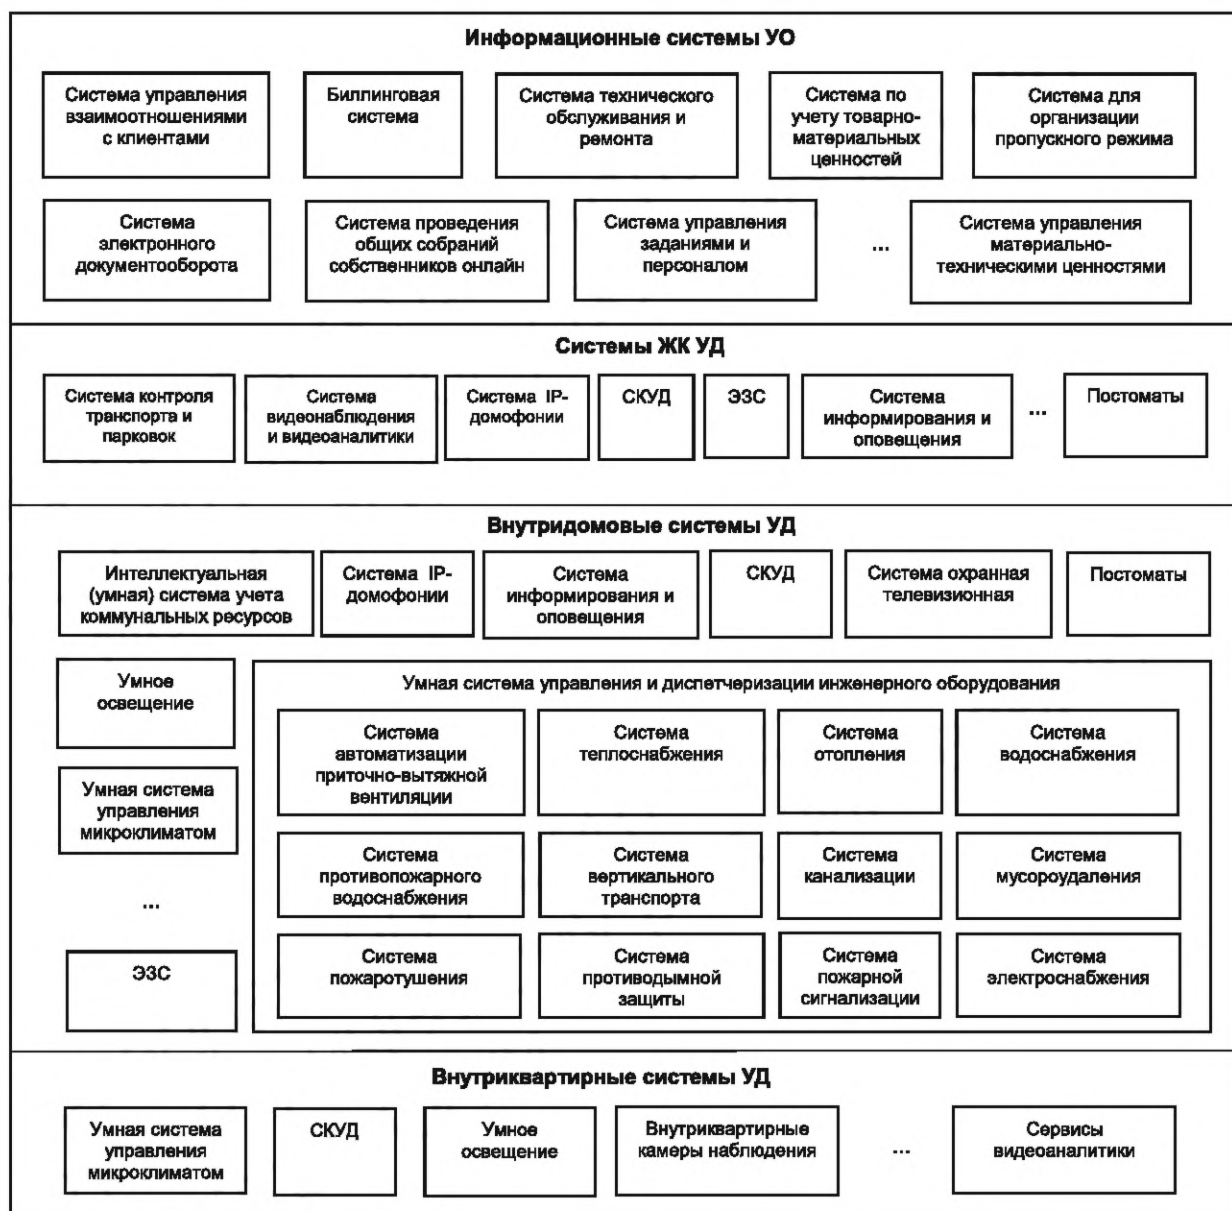 Информационные системы УО
Система управления
взаимоотношениями
с клиентами
Биллинговая
система
Система технического
обслуживания и
ремонта
Система по
учету товарно-
материальных
ценностей
Система для
организации
пропускного режима
Система
электронного
документооборота
Система проведения
общих собраний
собственников онлайн
Система управления
заданиями и
персоналом
...
Система управления
материально-
техническими ценностями
Системы ЖК УД
Система контроля
транспорта и
парковок
Система
видеонаблюдения
и видеоаналитики
Система IP-
домофонии
СКУД
ЭЗС
Система
информирования и
оповещения
...
Постоматы
Внутридомовые системы УД
Интеллектуальная
(умная) система учета
коммунальных ресурсов
Система IP-
домофонии
Система
информирования и
оповещения
СКУД
Система охранная
телевизионная
Постоматы
Умное
освещение
Умная система
управления
микроклиматом
...
ЭЗС
Умная система управления и диспетчеризации инженерного оборудования
Система
автоматизации
приточно-вытяжной
вентиляции
Система
теплоснабжения
Система
отопления
Система
водоснабжения
Система
противопожарного
водоснабжения
Система
вертикального
транспорта
Система
канализации
Система
мусороудаления
Система
пожаротушения
Система
противодымной
защиты
Система
пожарной
сигнализации
Система
электроснабжения
Внутриквартирные системы УД
Умная система
управления
микроклиматом
СКУД
Умное
освещение
Внутриквартирные
камеры наблюдения
...
Сервисы
видеоаналитики